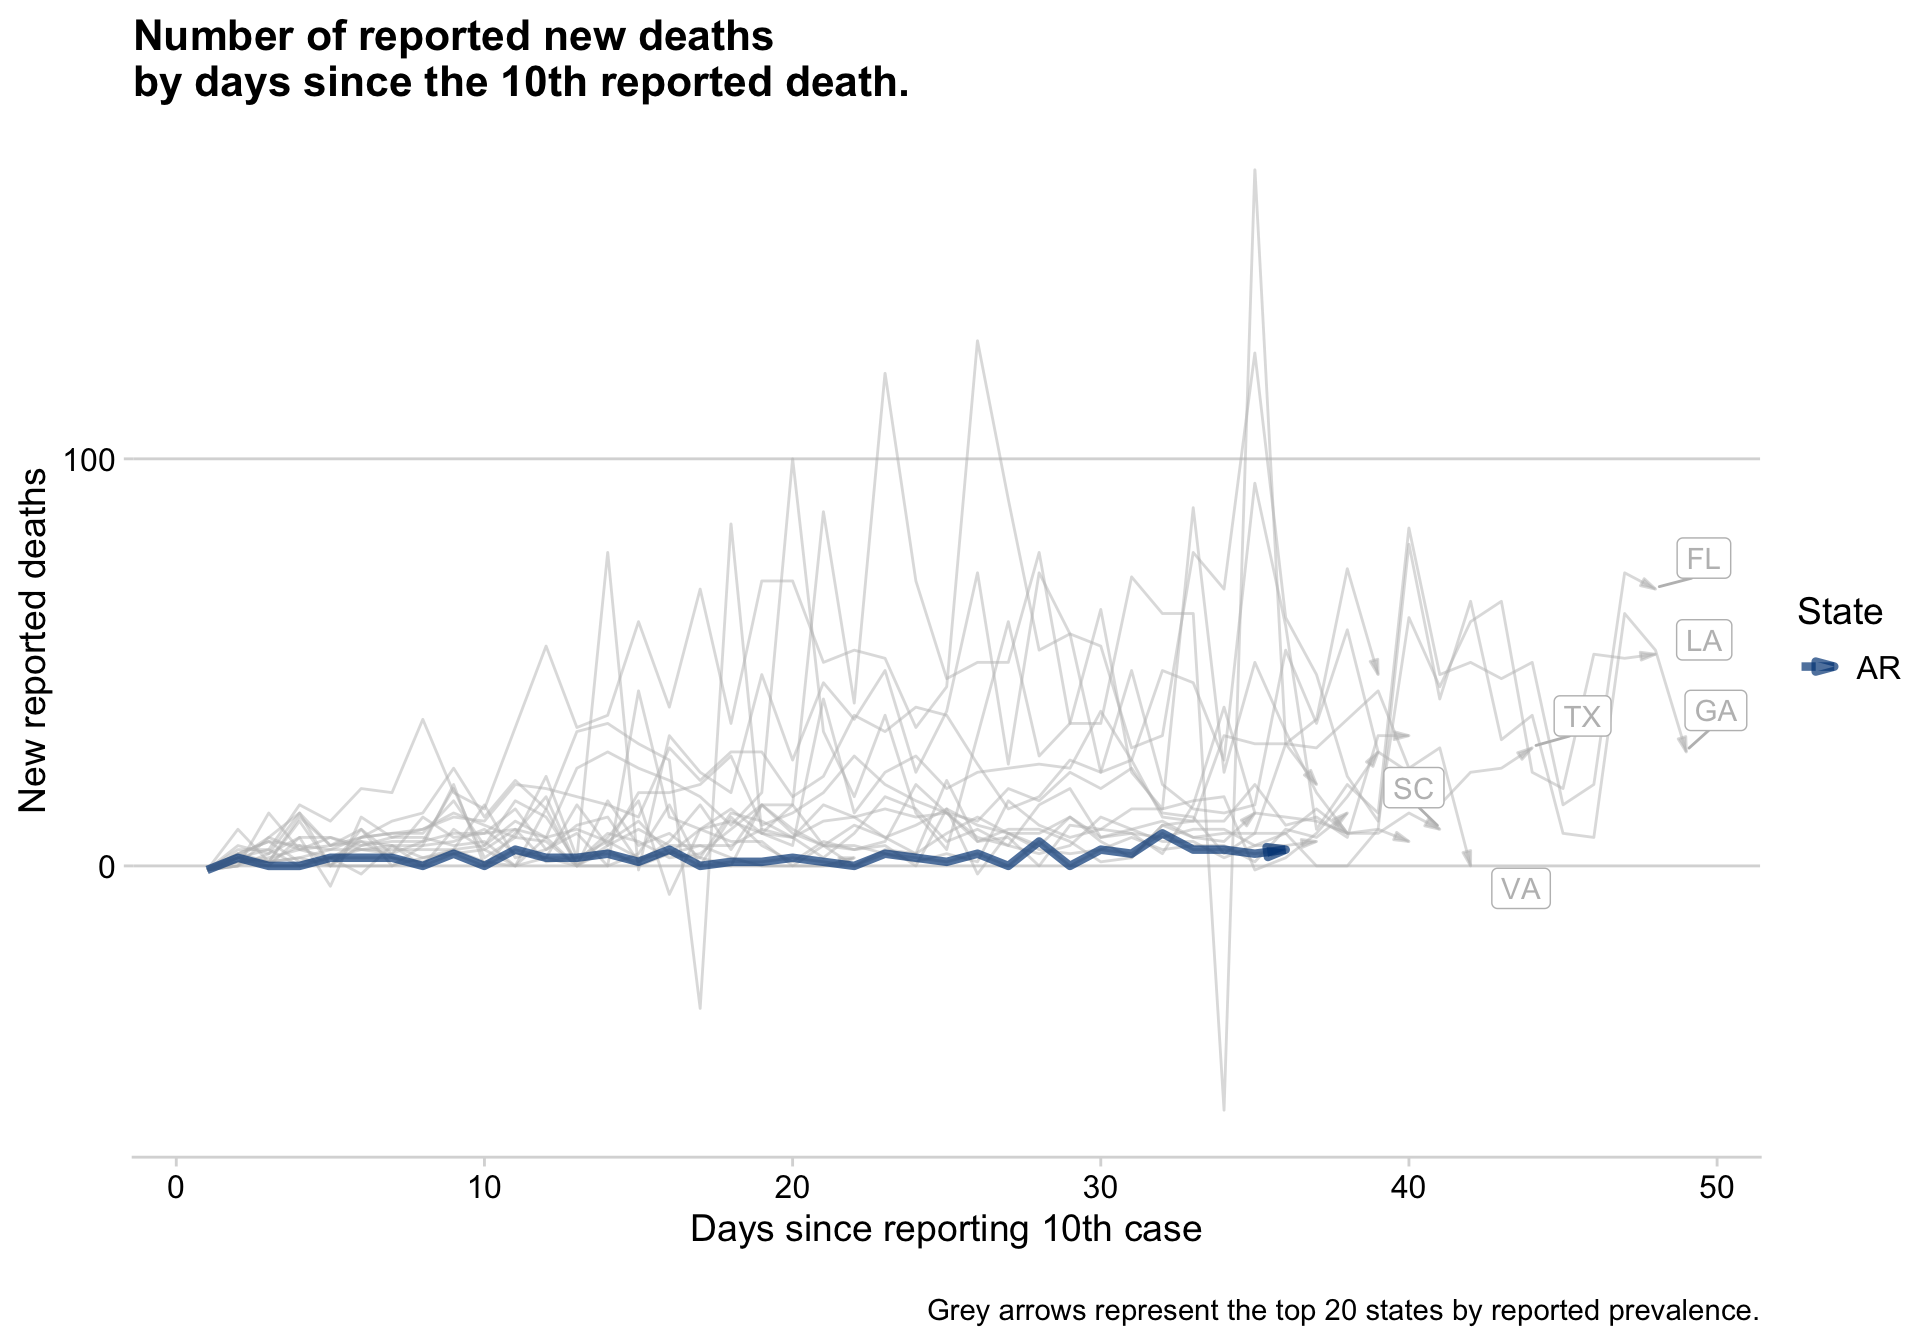 Number of reported new deaths
by days since the 10th reported death.
New reported deaths
100
0
FL
LA
GA
TX
SC
VA
State
AR
0 10 20 30 40 50
Days since reporting 10th case
Grey arrows represent the top 20 states by reported prevalence.